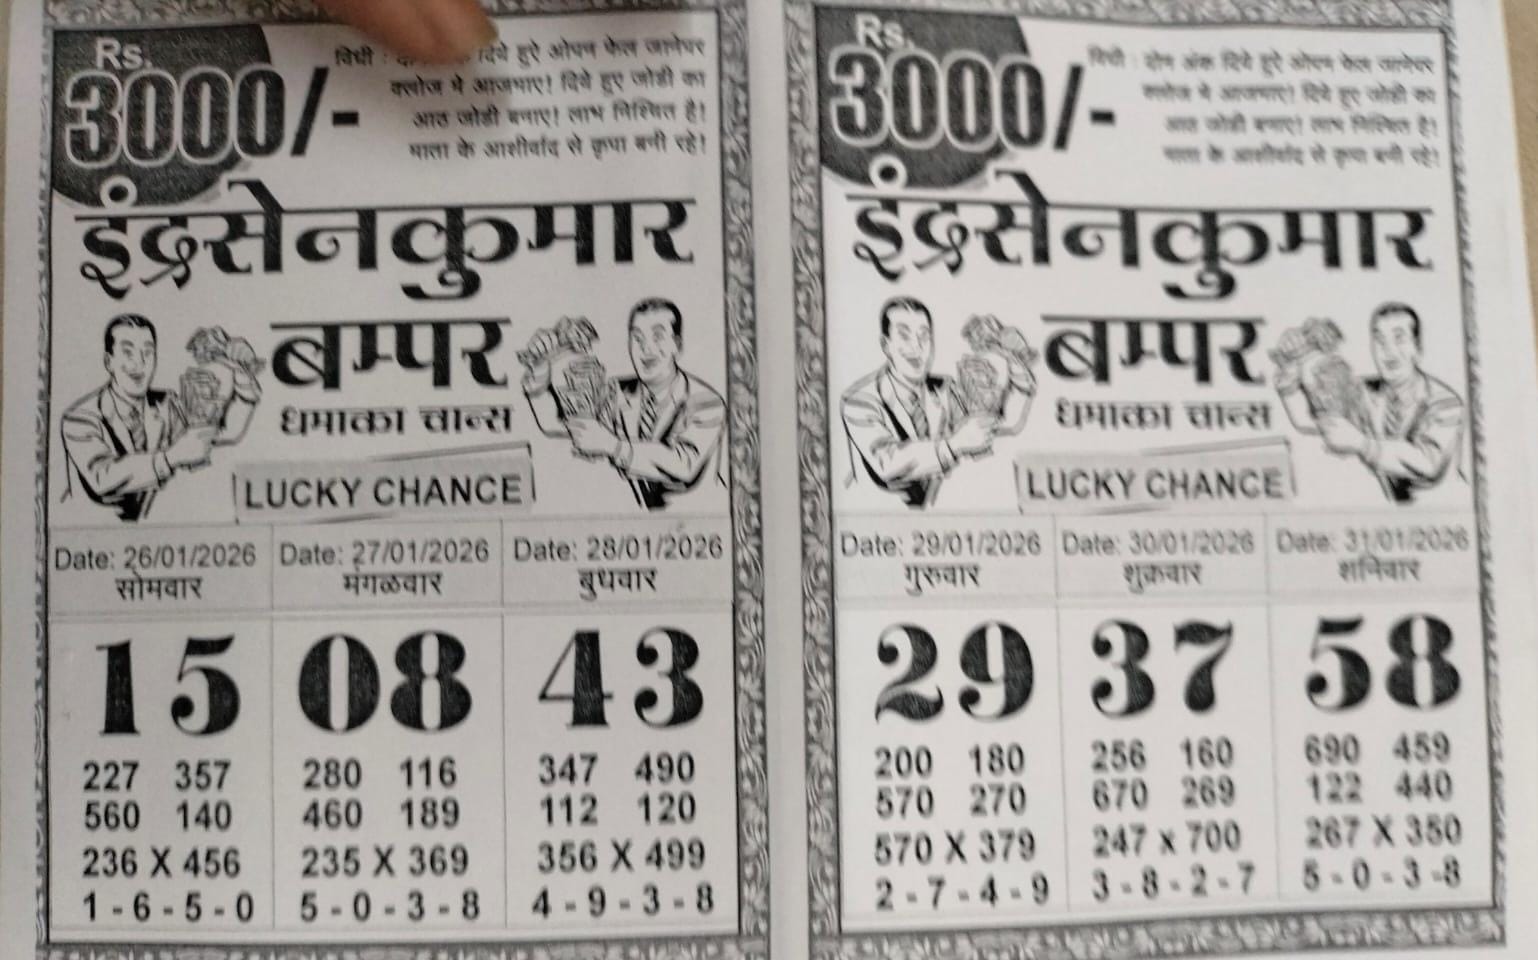 Rs.
3000/-
विधी : दिये हूऐ ओपन फेल जानेपर
क्लोज मे आजमाए! दिये हुए जोडी का
आठ जोडी बनाए! लाभ निश्चित है!
माता के आशीर्वाद से कृपा बनी रहे!
इंद्रसेनकुमार
बम्पर
धमाका चान्स
LUCKY CHANCE
Date: 26/01/2026 Date: 27/01/2026 Date: 28/01/2026
सोमवार मंगळवार बुधवार
15 08 43
227 357 280 116 347 490
560 140 460 189 112 120
236 X 456 235 X 369 356 X 499
1 - 6 - 5 - 0 5 - 0 - 3 - 8 4 - 9 - 3 - 8
Rs.
3000/-
विधी : दोन अंक दिये हूऐ ओपन फेल जानेपर
क्लोज मे आजमाए! दिये हुए जोडी का
आठ जोडी बनाए! लाभ निश्चित है!
माता के आशीर्वाद से कृपा बनी रहे!
इंद्रसेनकुमार
बम्पर
धमाका चान्स
LUCKY CHANCE
Date: 29/01/2026 Date: 30/01/2026 Date: 31/01/2026
गुरुवार शुक्रवार शनिवार
29 37 58
200 180 256 160 690 459
570 270 670 269 122 440
570 X 379 247 x 700 267 X 350
2 - 7 - 4 - 9 3 - 8 - 2 - 7 5 - 0 - 3 - 8